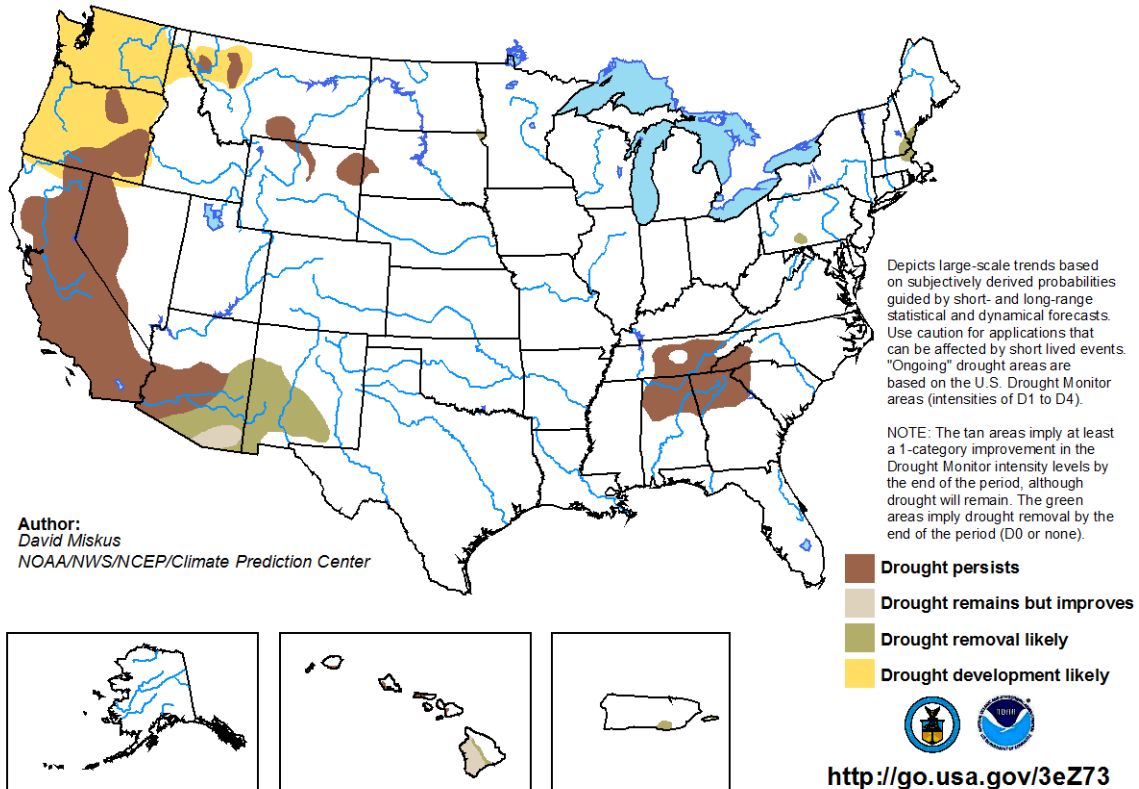 Depicts large-scale trends based
on subjectively derived probabilities
guided by short- and long-range
statistical and dynamical forecasts.
Use caution for applications that
can be affected by short lived events.
"Ongoing" drought areas are
based on the U.S. Drought Monitor
areas (intensities of D1 to D4).
NOTE: The tan areas imply at least
a 1-category improvement in the
Drought Monitor intensity levels by
the end of the period, although
drought will remain. The green
areas imply drought removal by the
end of the period (D0 or none).
Author:
David Miskus
NOAA/NWS/NCEP/Climate Prediction Center
Drought persists
Drought remains but improves
Drought removal likely
Drought development likely
http://go.usa.gov/3eZ73